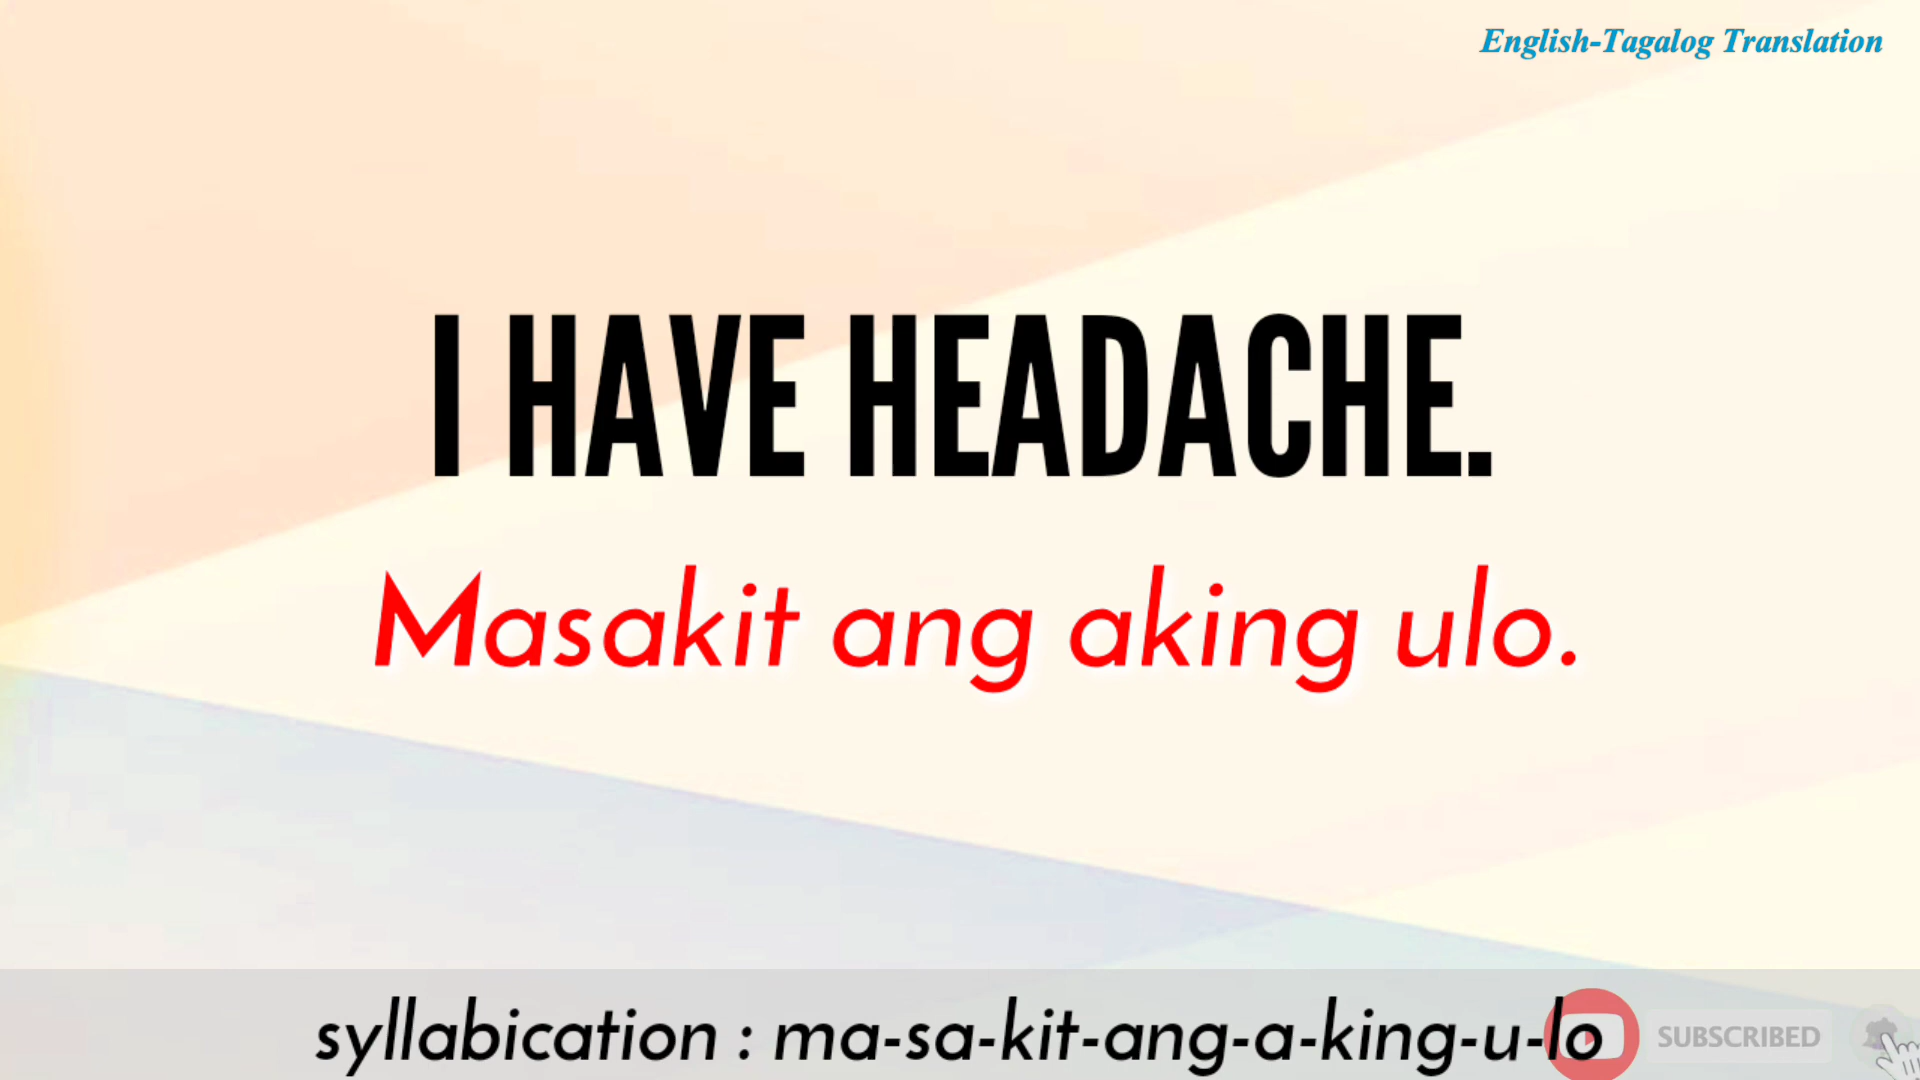 English-Tagalog Translation
I HAVE HEADACHE.
Masakit ang aking ulo.
syllabication : ma-sa-kit-ang-a-king-u-lo
SUBSCRIBED